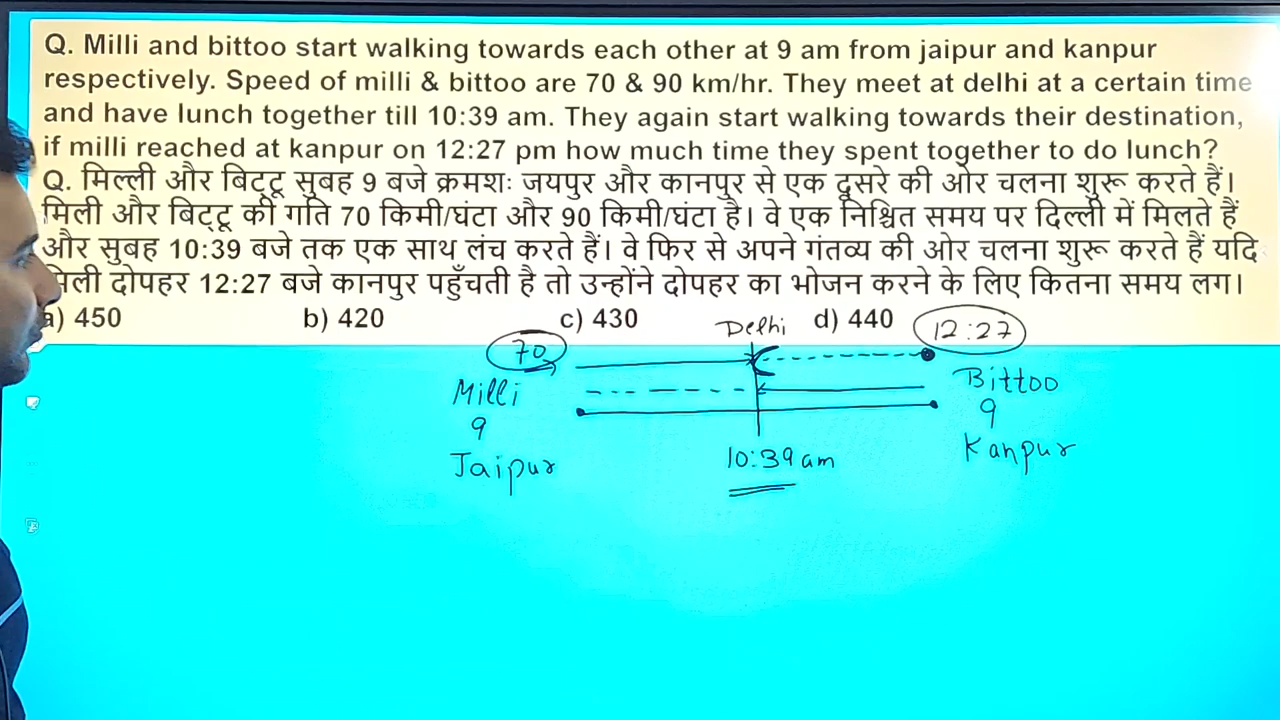 Q. Milli and bittoo start walking towards each other at 9 am from jaipur and kanpur
respectively. Speed of milli & bittoo are 70 & 90 km/hr. They meet at delhi at a certain time
and have lunch together till 10:39 am. They again start walking towards their destination,
if milli reached at kanpur on 12:27 pm how much time they spent together to do lunch?
Q. मिल्ली और बिट्टू सुबह 9 बजे क्रमशः जयपुर और कानपुर से एक दूसरे की ओर चलना शुरू करते हैं।
मिली और बिट्टू की गति 70 किमी/घंटा और 90 किमी/घंटा है। वे एक निश्चित समय पर दिल्ली में मिलते हैं
और सुबह 10:39 बजे तक एक साथ लंच करते हैं। वे फिर से अपने गंतव्य की ओर चलना शुरू करते हैं यदि
मिली दोपहर 12:27 बजे कानपुर पहुँचती है तो उन्होंने दोपहर का भोजन करने के लिए कितना समय लग।
a) 450 b) 420 c) 430 d) 440
Delhi 12:27
70
Milli Bittoo
9 9
Jaipur 10:39 am Kanpur